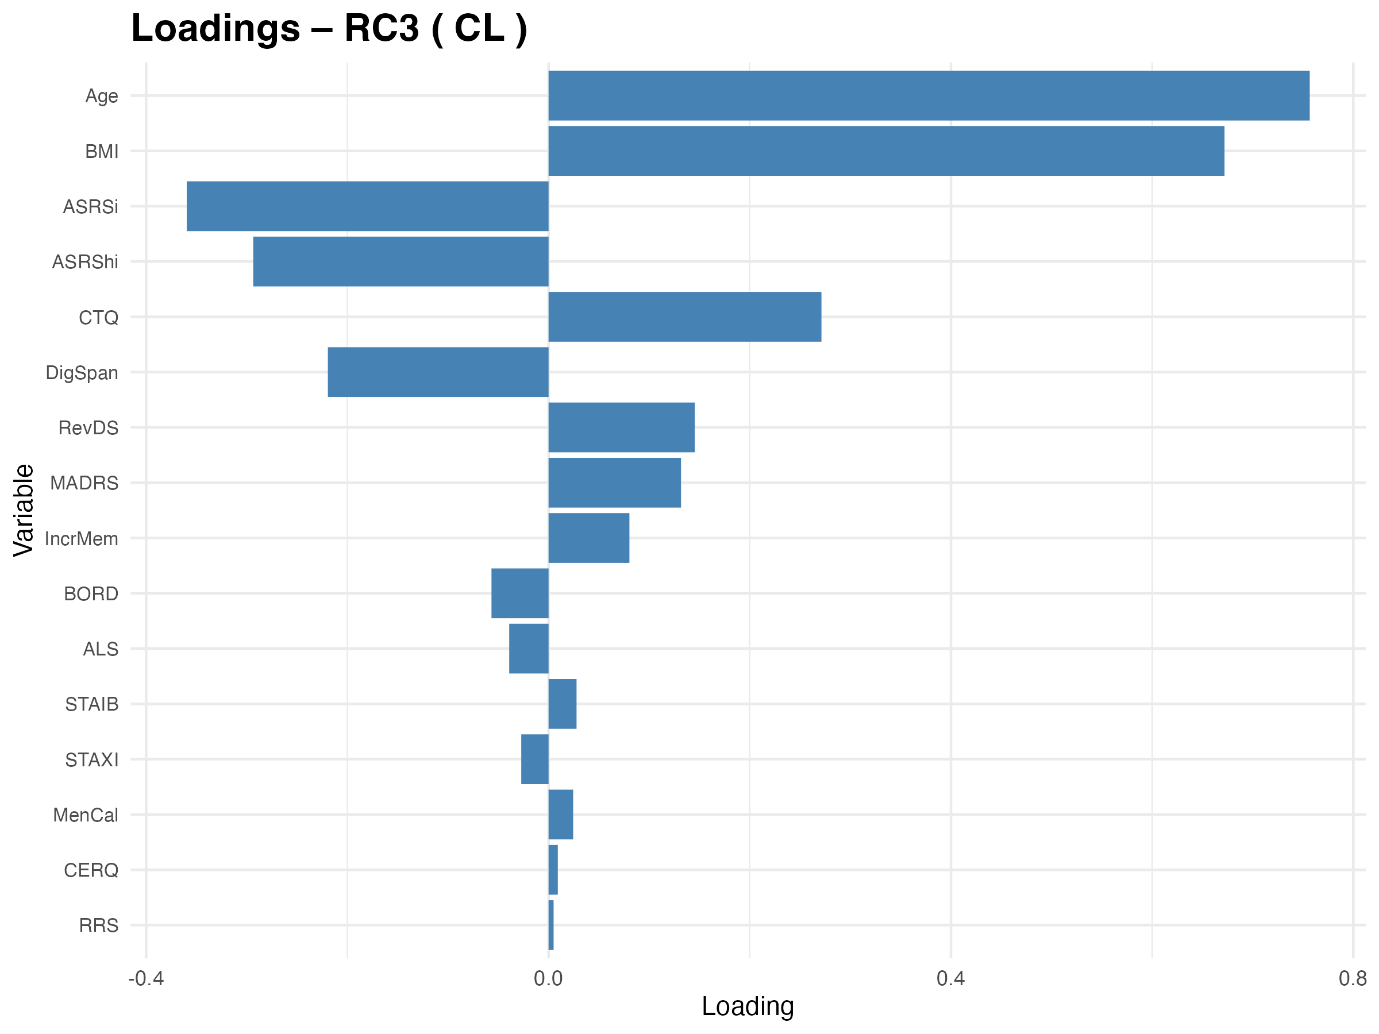 Loadings – RC3 ( CL )
Age
BMI
ASRSi
ASRShi
CTQ
DigSpan
RevDS
MADRS
IncrMem
BORD
ALS
STAIB
STAXI
MenCal
CERQ
RRS
Variable
-0.4 0.0 0.4 0.8
Loading